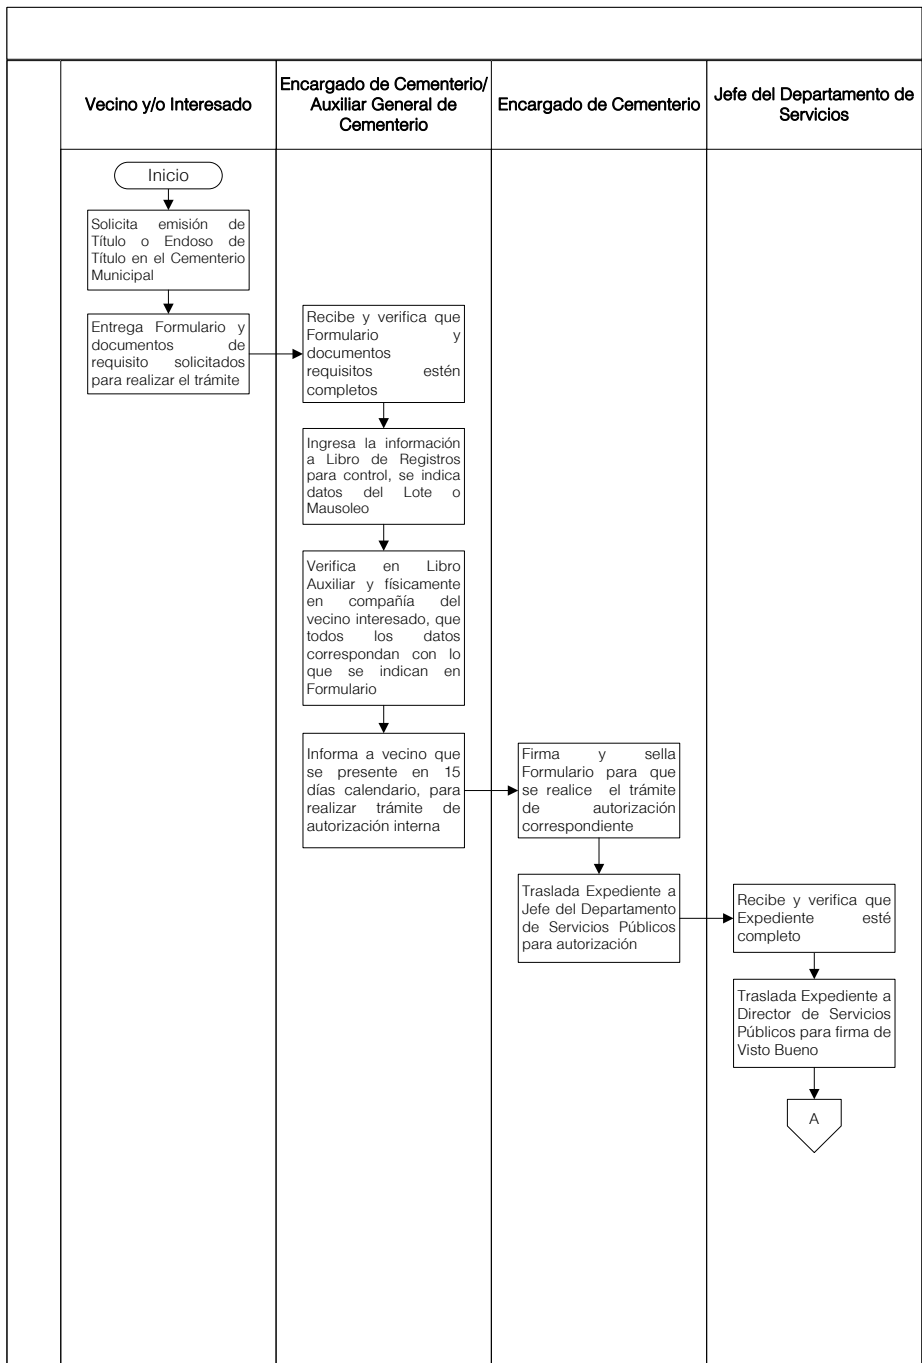 Vecino y/o Interesado
Encargado de Cementerio/
Auxiliar General de
Cementerio
Encargado de Cementerio
Jefe del Departamento de
Servicios
Inicio
Solicita emisión de
Título o Endoso de
Título en el Cementerio
Municipal
Entrega Formulario y
documentos de
requisito solicitados
para realizar el trámite
Recibe y verifica que
Formulario y
documentos
requisitos estén
completos
Ingresa la información
a Libro de Registros
para control, se indica
datos del Lote o
Mausoleo
Verifica en Libro
Auxiliar y físicamente
en compañía del
vecino interesado, que
todos los datos
correspondan con lo
que se indican en
Formulario
Informa a vecino que
se presente en 15
días calendario, para
realizar trámite de
autorización interna
Firma y sella
Formulario para que
se realice el trámite
de autorización
correspondiente
Traslada Expediente a
Jefe del Departamento
de Servicios Públicos
para autorización
Recibe y verifica que
Expediente esté
completo
Traslada Expediente a
Director de Servicios
Públicos para firma de
Visto Bueno
A